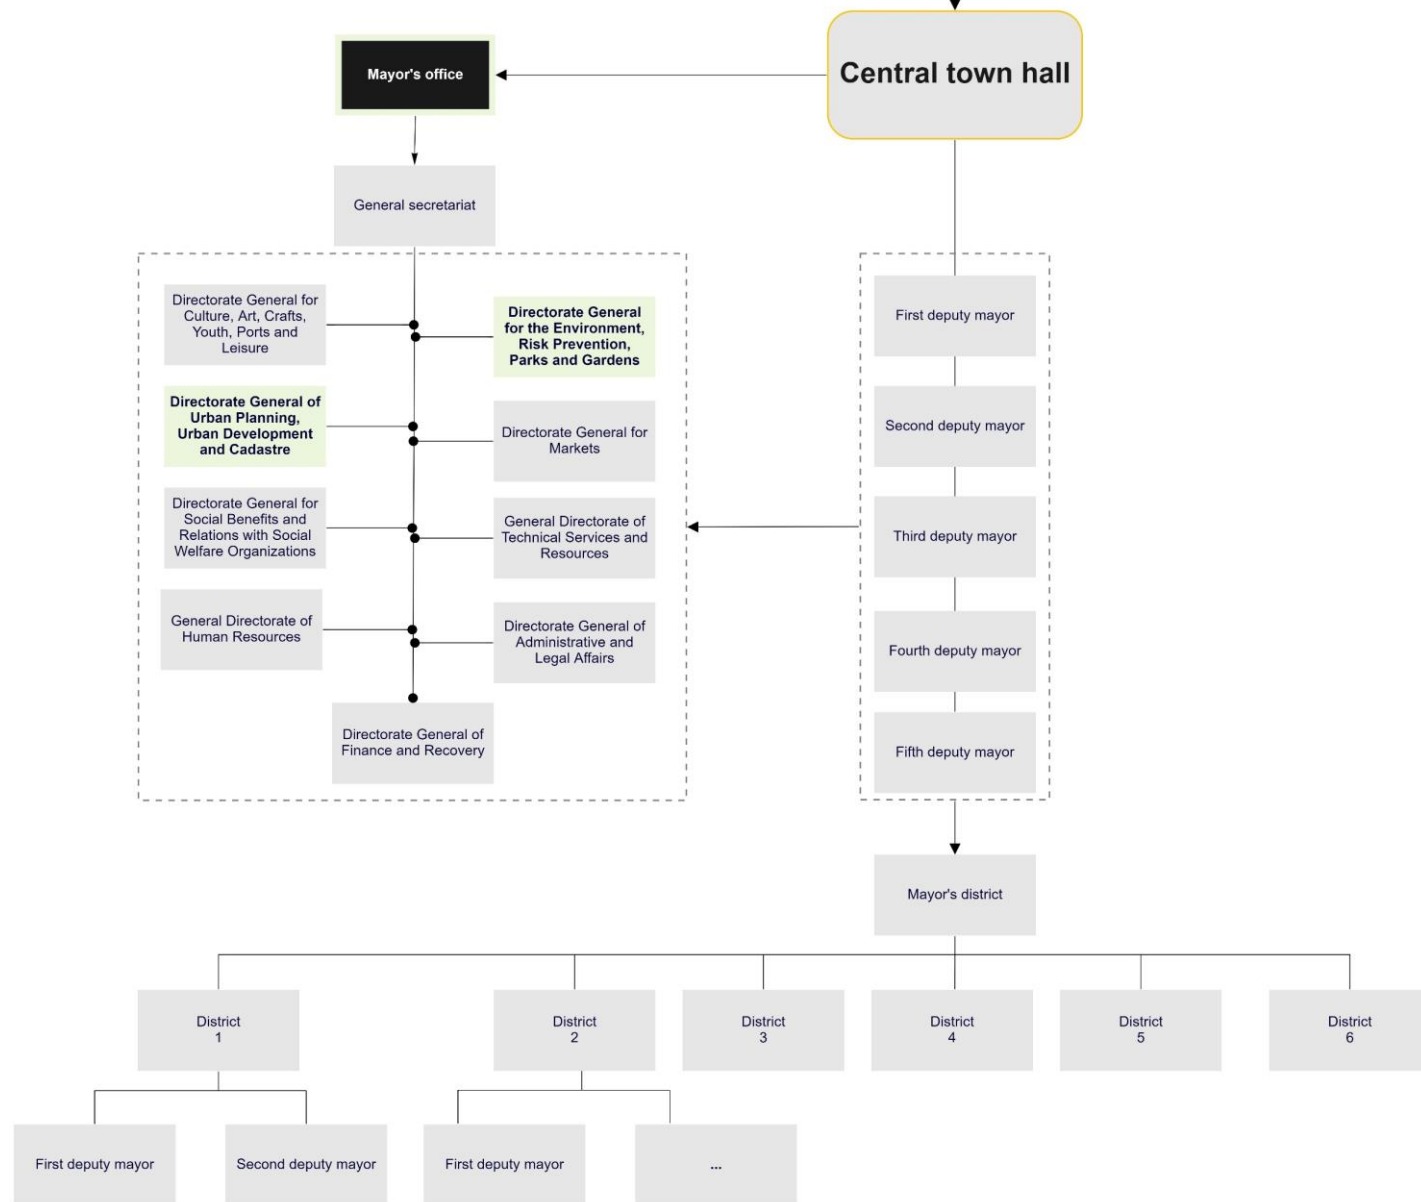 Central town hall
Mayor's office
General secretariat
Directorate General for
Culture, Art, Crafts,
Youth, Ports and
Leisure
Directorate General
for the Environment,
Risk Prevention,
Parks and Gardens
Directorate General of
Urban Planning,
Urban Development
and Cadastre
Directorate General for
Markets
Directorate General for
Social Benefits and
Relations with Social
Welfare Organizations
General Directorate of
Technical Services and
Resources
General Directorate of
Human Resources
Directorate General of
Administrative and
Legal Affairs
Directorate General of
Finance and Recovery
First deputy mayor
Second deputy mayor
Third deputy mayor
Fourth deputy mayor
Fifth deputy mayor
Mayor's district
District
1
District
2
District
3
District
4
District
5
District
6
First deputy mayor
Second deputy mayor
First deputy mayor
...